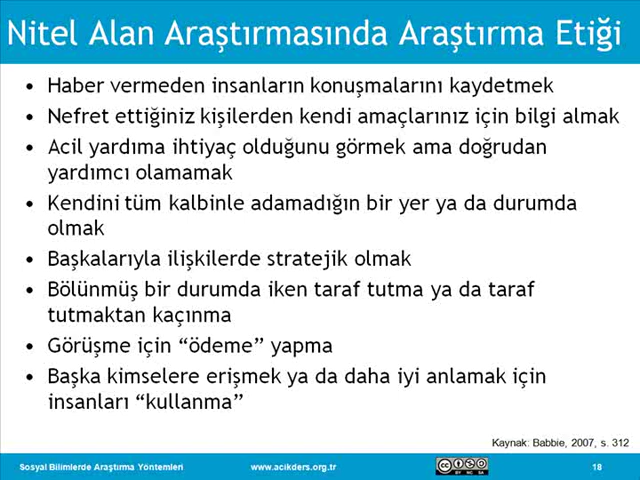 Nitel Alan Araştırmasında Araştırma Etiği
• Haber vermeden insanların konuşmalarını kaydetmek
• Nefret ettiğiniz kişilerden kendi amaçlarınız için bilgi almak
• Acil yardıma ihtiyaç olduğunu görmek ama doğrudan
yardımcı olamamak
• Kendini tüm kalbinle adamadığın bir yer ya da durumda
olmak
• Başkalarıyla ilişkilerde stratejik olmak
• Bölünmüş bir durumda iken taraf tutma ya da taraf
tutmaktan kaçınma
• Görüşme için “ödeme” yapma
• Başka kimselere erişmek ya da daha iyi anlamak için
insanları “kullanma”
Kaynak: Babbie, 2007, s. 312
Sosyal Bilimlerde Araştırma Yöntemleri www.acikders.org.tr cc BY NC SA 18